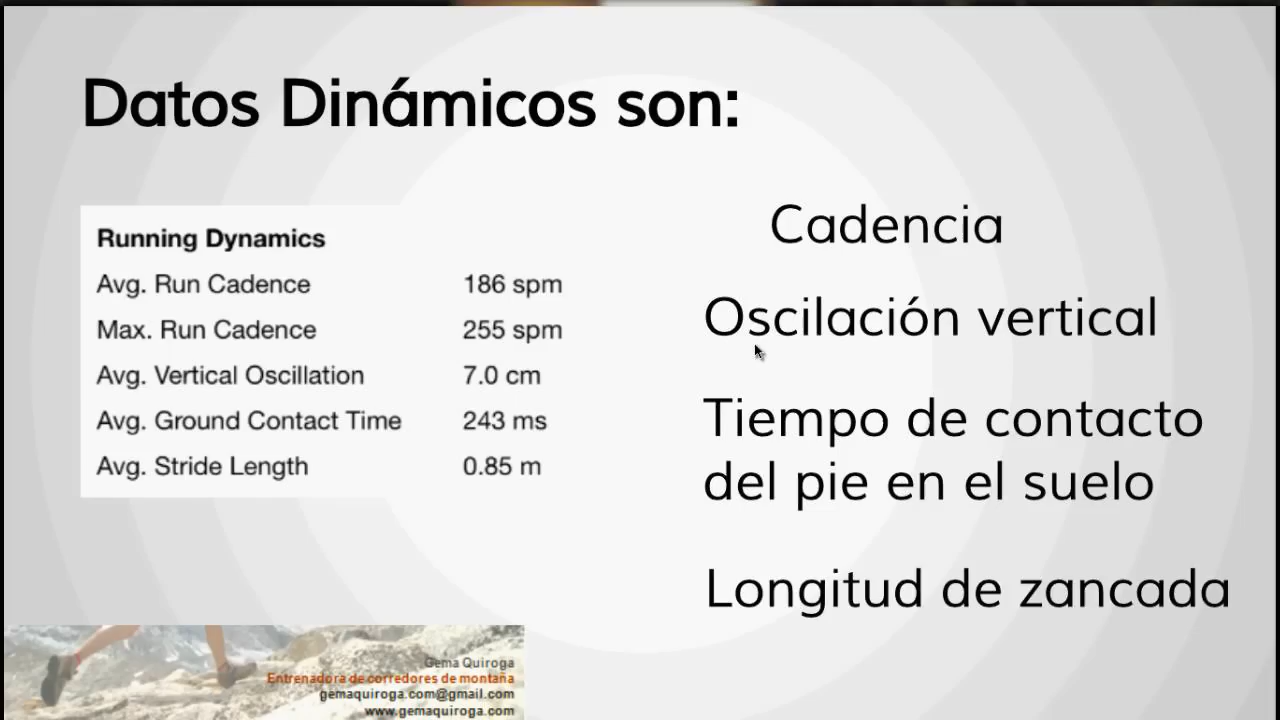 Datos Dinámicos son:
Running Dynamics
Avg. Run Cadence 186 spm
Max. Run Cadence 255 spm
Avg. Vertical Oscillation 7.0 cm
Avg. Ground Contact Time 243 ms
Avg. Stride Length 0.85 m
Cadencia
Oscilación vertical
Tiempo de contacto
del pie en el suelo
Longitud de zancada
Gema Quiroga
Entrenadora de corredores de montaña
gemaquiroga.com@gmail.com
www.gemaquiroga.com